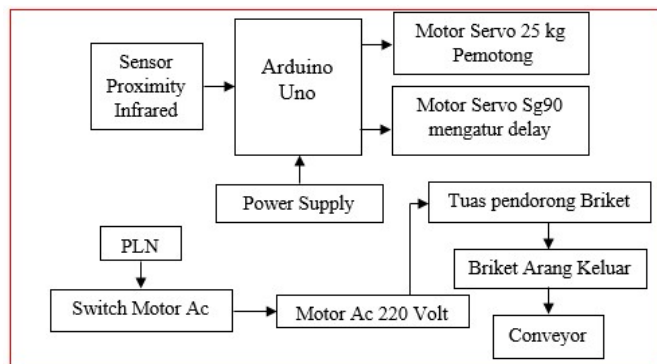 Sensor
Proximity
Infrared
Arduino
Uno
Motor Servo 25 kg
Pemotong
Motor Servo Sg90
mengatur delay
Power Supply
Tuas pendorong Briket
PLN
Briket Arang Keluar
Switch Motor Ac
Motor Ac 220 Volt
Conveyor